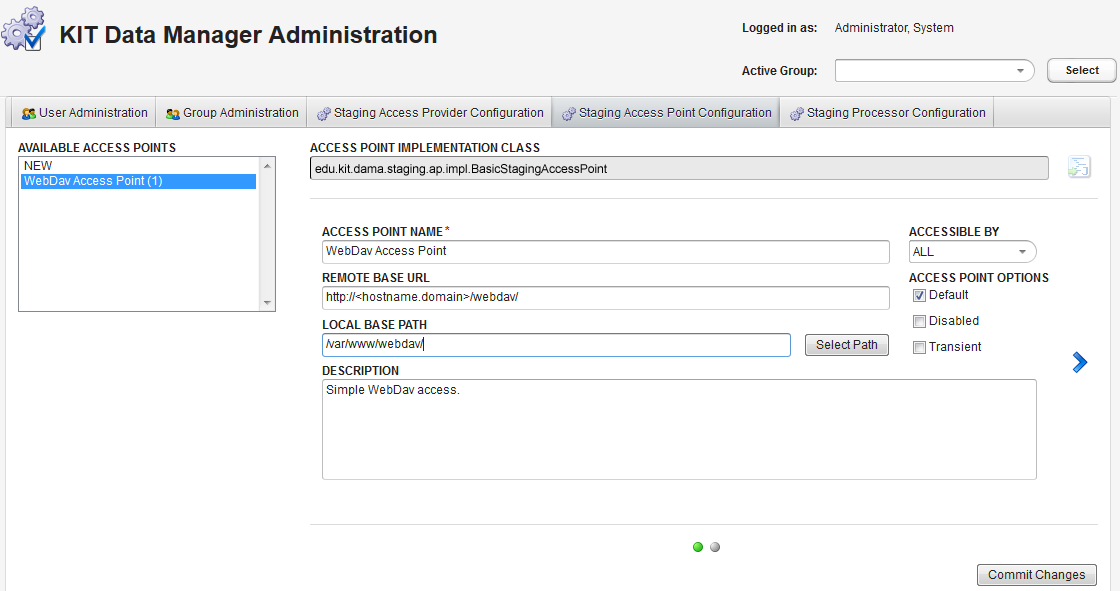 KIT Data Manager Administration
Logged in as: Administrator, System
Active Group:
Select
User Administration
Group Administration
Staging Access Provider Configuration
Staging Access Point Configuration
Staging Processor Configuration
AVAILABLE ACCESS POINTS
NEW
WebDav Access Point (1)
ACCESS POINT IMPLEMENTATION CLASS
edu.kit.dama.staging.ap.impl.BasicStagingAccessPoint
ACCESS POINT NAME*
WebDav Access Point
ACCESSIBLE BY
ALL
REMOTE BASE URL
http://<hostname.domain>/webdav/
ACCESS POINT OPTIONS
Default
Disabled
Transient
LOCAL BASE PATH
/var/www/webdav/
Select Path
DESCRIPTION
Simple WebDav access.
Commit Changes